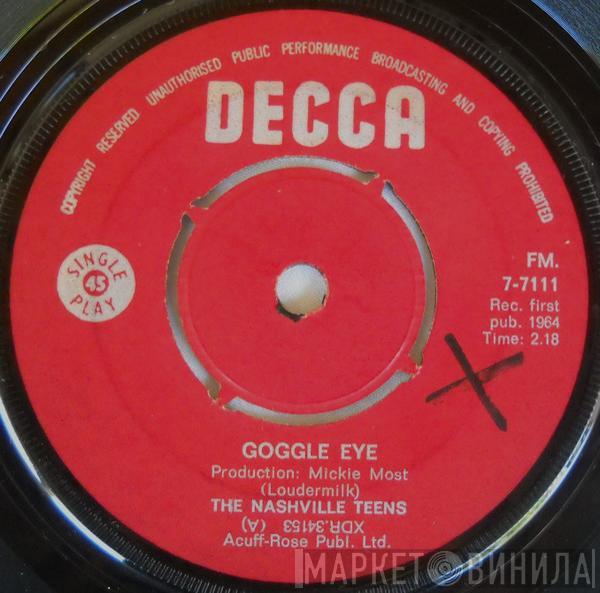 COPYRIGHT RESERVED UNAUTHORISED PUBLIC PERFORMANCE BROADCASTING AND COPYING PROHIBITED
DECCA
SINGLE
45
PLAY
FM.
7-7111
Rec. first
pub. 1964
Time: 2.18
GOGGLE EYE
Production: Mickie Most
(Loudermilk)
THE NASHVILLE TEENS
XDR.34153 (A)
Acuff-Rose Publ. Ltd.
МАРКЕТ ВИНИЛА